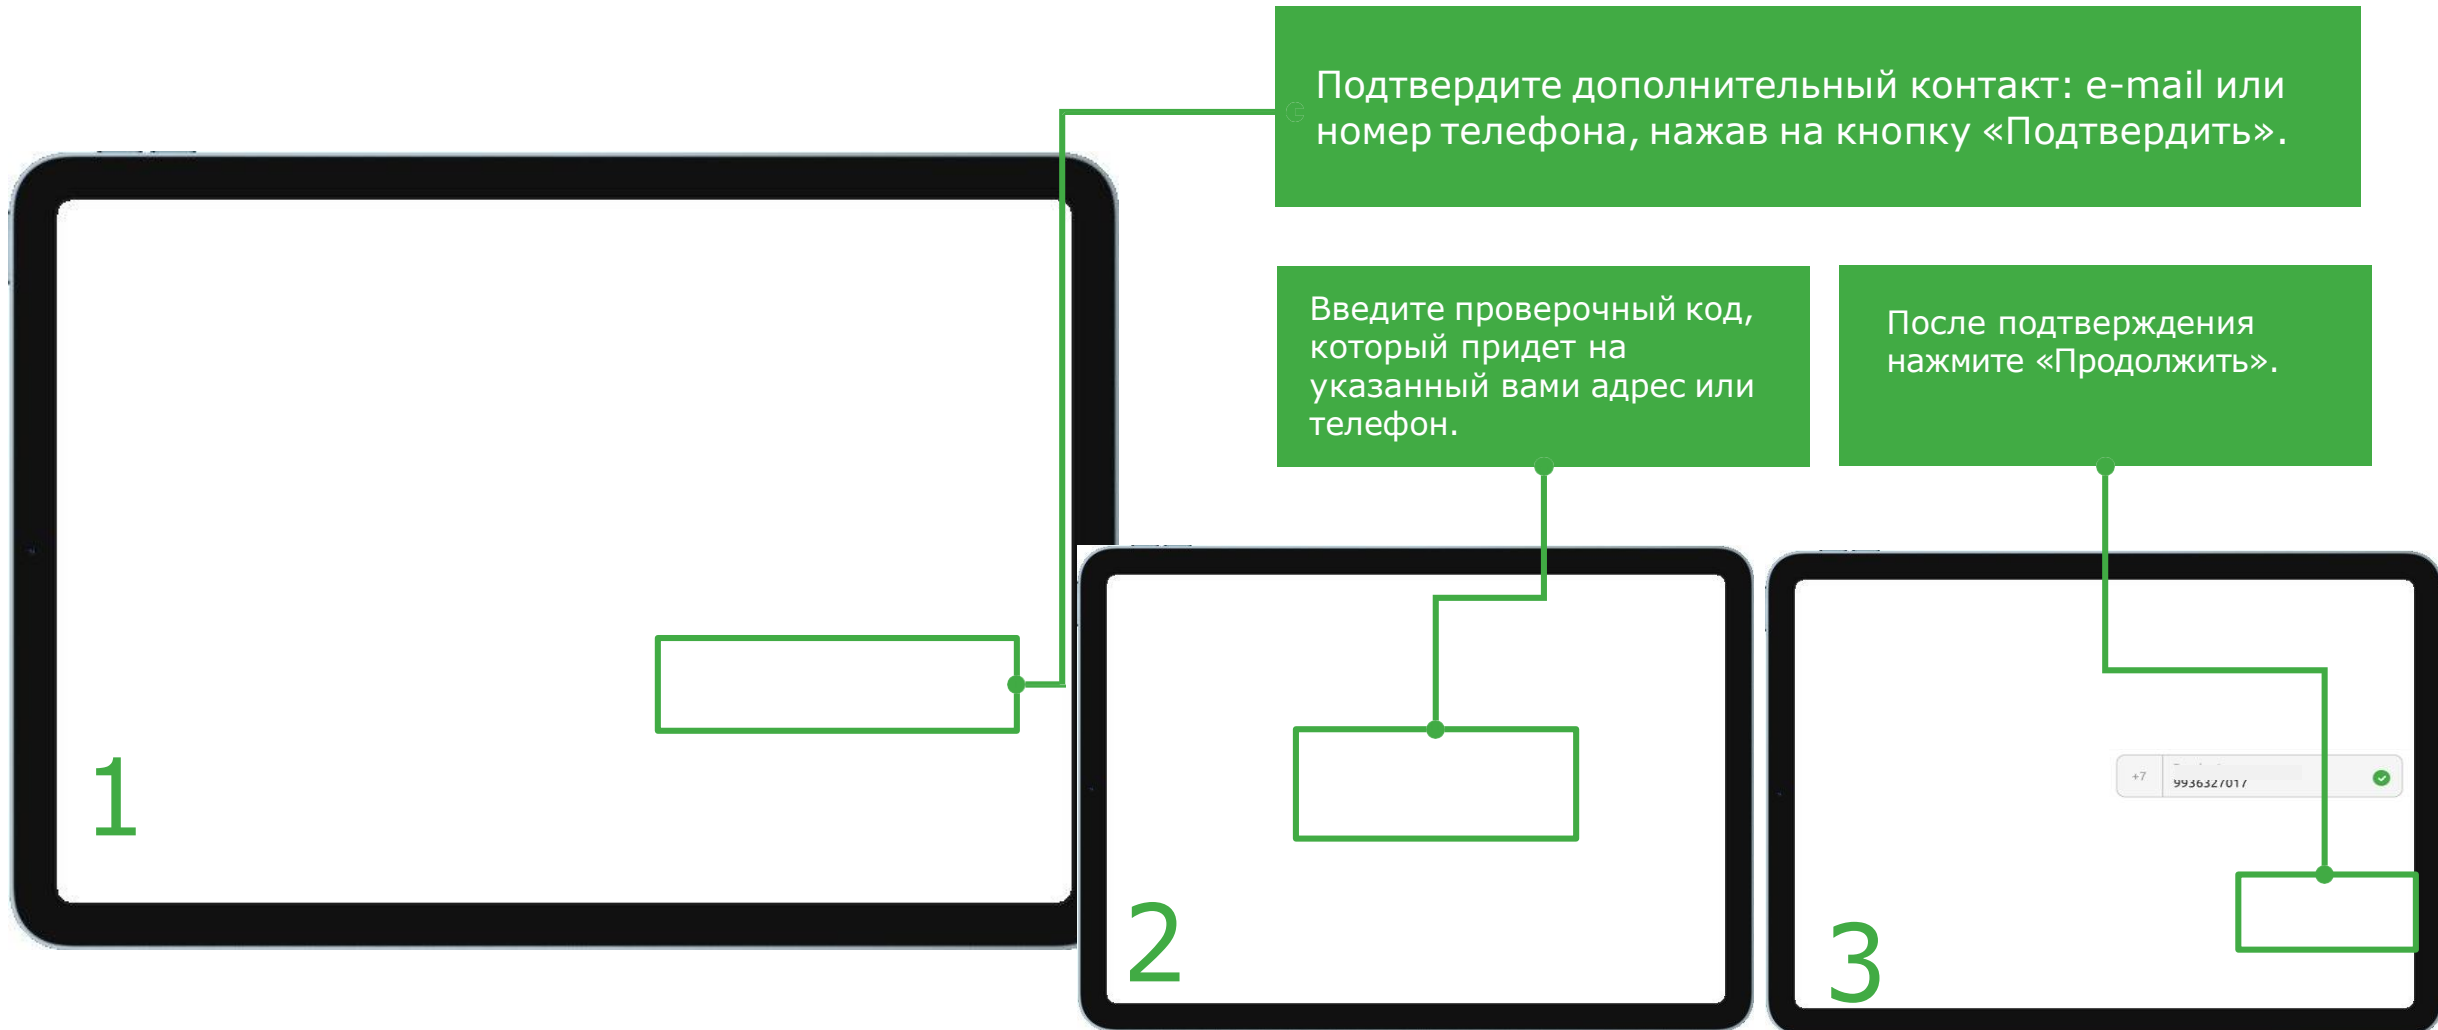 Подтвердите дополнительный контакт: e-mail или
номер телефона, нажав на кнопку «Подтвердить».
Введите проверочный код,
который придет на
указанный вами адрес или
телефон.
После подтверждения
нажмите «Продолжить».
1
2
3
+7
9936327017